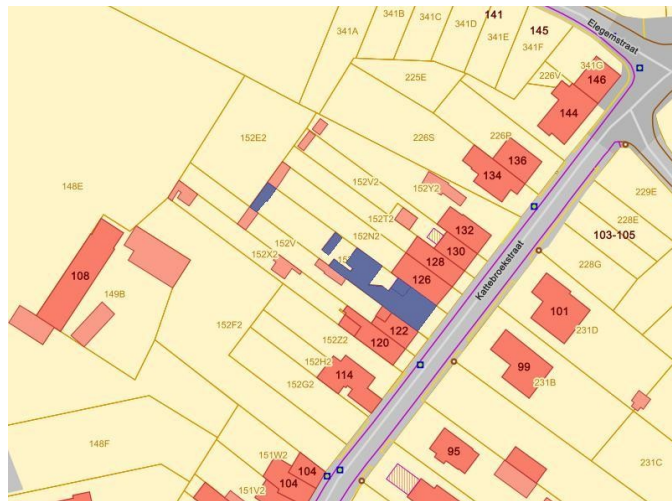 341A
341B
341C
341D
141
341E
145
341F
Elegemstraat
225E
226V
341G
146
144
152E2
226S
226P
136
134
148E
152V2
152Y2
229E
152T2
132
228E
103-105
152V
152N2
130
128
152X2
126
228G
108
149B
Kattebroekstraat
101
231D
152F2
122
120
152Z2
152H2
114
99
152G2
231B
148F
151W2
104
104
95
231C
151V2